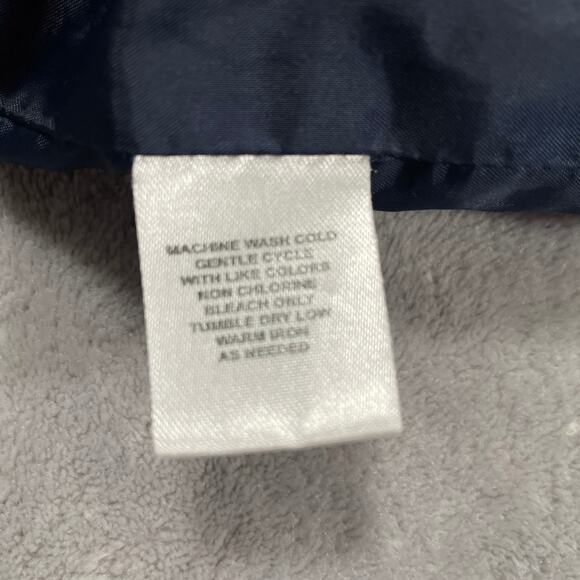 MACHINE WASH COLD
GENTLE CYCLE
WITH LIKE COLORS
NON CHLORINE
BLEACH ONLY
TUMBLE DRY LOW
WARM IRON
AS NEEDED